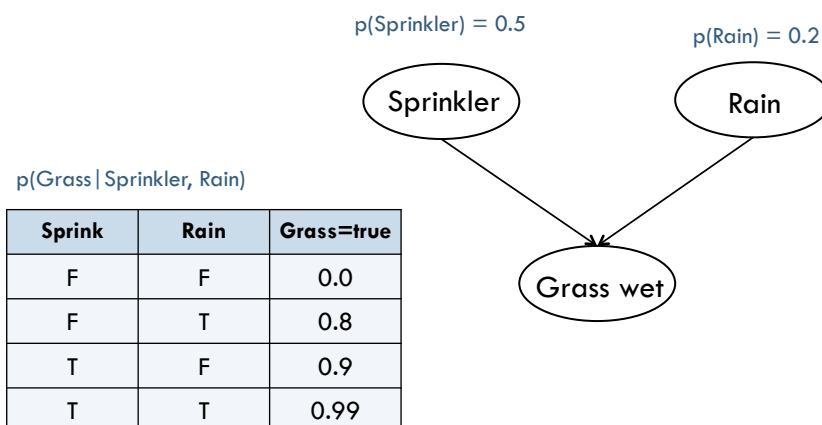 p(Sprinkler) = 0.5
p(Rain) = 0.2
Sprinkler
Rain
p(Grass|Sprinkler, Rain)
Sprink Rain Grass=true
F F 0.0
F T 0.8
T F 0.9
T T 0.99
Grass wet